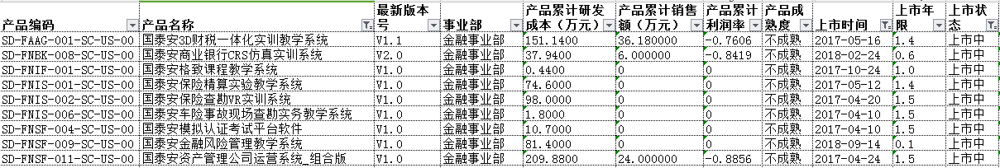 产品编码 产品名称 最新版本号 事业部 产品累计研发成本（万元） 产品累计销售额（万元） 产品累计利润率 产品成熟度 上市时间 上市年限 上市状态
SD-FAAG-001-SC-US-00 国泰安3D财税一体化实训教学系统 V1.1 金融事业部 151.1400 36.180000 -0.7606 不成熟 2017-05-16 1.4 上市中
SD-FNBK-008-SC-US-00 国泰安商业银行CRS仿真实训系统 V2.0 金融事业部 37.9400 6.000000 -0.8419 不成熟 2018-02-24 0.6 上市中
SD-FNIF-001-SC-US-00 国泰安格致课程教学系统 V1.0 金融事业部 0.4400 0 0 不成熟 2017-10-24 1.0 上市中
SD-FNIS-001-SC-US-00 国泰安保险精算实验教学系统 V1.0 金融事业部 74.6000 0 0 不成熟 2017-05-12 1.4 上市中
SD-FNIS-002-SC-US-00 国泰安保险查勘VR实训系统 V1.0 金融事业部 98.0000 0 0 不成熟 2017-04-20 1.5 上市中
SD-FNIS-006-SC-US-00 国泰安车险事故现场查勘实务教学系统 V1.0 金融事业部 1.8000 0 0 不成熟 2017-04-10 1.5 上市中
SD-FNSF-004-SC-US-00 国泰安模拟认证考试平台软件 V1.0 金融事业部 10.7000 0 0 不成熟 2017-04-10 1.5 上市中
SD-FNSF-009-SC-US-00 国泰安金融风险管理教学系统 V1.0 金融事业部 81.4000 0 0 不成熟 2018-09-14 0.1 上市中
SD-FNSF-011-SC-US-00 国泰安资产管理公司运营系统_组合版 V1.0 金融事业部 209.8800 24.000000 -0.8856 不成熟 2017-04-24 1.5 上市中